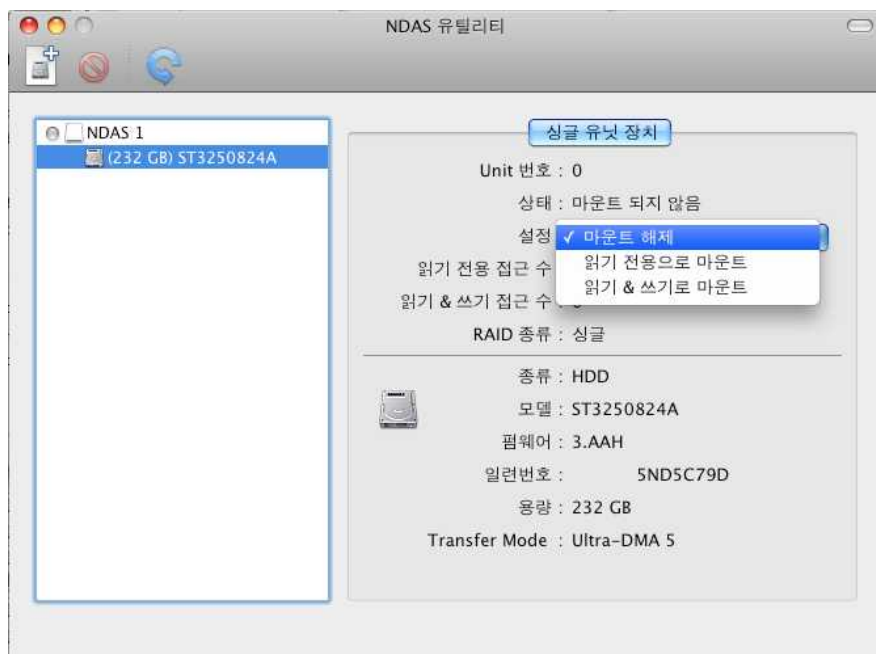 NDAS 유틸리티
NDAS 1
(232 GB) ST3250824A
싱글 유닛 장치
Unit 번호 : 0
상태 : 마운트 되지 않음
설정
✓ 마운트 해제
읽기 전용으로 마운트
읽기 & 쓰기로 마운트
읽기 전용 접근 수
읽기 & 쓰기 접근 수
RAID 종류 : 싱글
종류 : HDD
모델 : ST3250824A
펌웨어 : 3.AAH
일련번호 : 5ND5C79D
용량 : 232 GB
Transfer Mode : Ultra-DMA 5